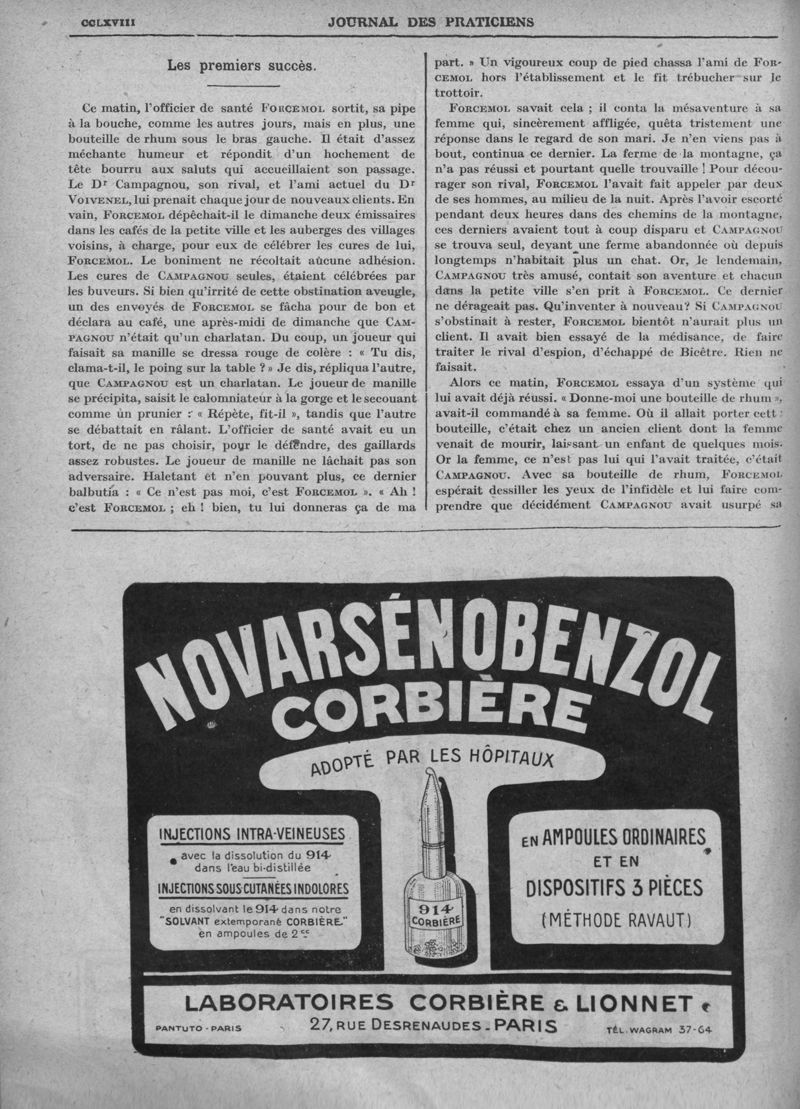 CCLXVIII
JOURNAL DES PRATICIENS
Les premiers succès.
Ce matin, l'officier de santé FORCEMOL sortit, sa pipe
à la bouche, comme les autres jours, mais en plus, une
bouteille de rhum sous le bras gauche. Il était d'assez
méchante humeur et répondit d'un hochement de
tête bourru aux saluts qui accueillaient son passage.
Le Dr Campagnou, son rival, et l'ami actuel du Dr
VOIVENEL, lui prenait chaque jour de nouveaux clients. En
vain, FORCEMOL dépêchait-il le dimanche deux émissaires
dans les cafés de la petite ville et les auberges des villages
voisins, à charge, pour eux de célébrer les cures de lui,
FORCEMOL. Le boniment ne récoltait aucune adhésion.
Les cures de CAMPAGNOU seules, étaient célébrées par
les buveurs. Si bien qu'irrité de cette obstination aveugle,
un des envoyés de FORCEMOL se fâcha pour de bon et
déclara au café, une après-midi de dimanche que CAM-
PAGNOU n'était qu'un charlatan. Du coup, un joueur qui
faisait sa manille se dressa rouge de colère : « Tu dis,
clama-t-il, le poing sur la table ? » Je dis, répliqua l'autre,
que CAMPAGNOU est un charlatan. Le joueur de manille
se précipita, saisit le calomniateur à la gorge et le secouant
comme un prunier : « Répète, fit-il », tandis que l'autre
se débattait en râlant. L'officier de santé avait eu un
tort, de ne pas choisir, pour le défendre, des gaillards
assez robustes. Le joueur de manille ne lâchait pas son
adversaire. Haletant et n'en pouvant plus, ce dernier
balbutia : « Ce n'est pas moi, c'est FORCEMOL ». « Ah !
c'est FORCEMOL ; eh ! bien, tu lui donneras ça de ma
part. » Un vigoureux coup de pied chassa l'ami de FOR-
CEMOL hors l'établissement et le fit trébucher sur le
trottoir.
FORCEMOL savait cela ; il conta la mésaventure à sa
femme qui, sincèrement affligée, quêta tristement une
réponse dans le regard de son mari. Je n'en viens pas à
bout, continua ce dernier. La ferme de la montagne, ça
n'a pas réussi et pourtant quelle trouvaille ! Pour décou-
rager son rival, FORCEMOL l'avait fait appeler par deux
de ses hommes, au milieu de la nuit. Après l'avoir escorté
pendant deux heures dans des chemins de la montagne,
ces derniers avaient tout à coup disparu et CAMPAGNOU
se trouva seul, devant une ferme abandonnée où depuis
longtemps n'habitait plus un chat. Or, le lendemain,
CAMPAGNOU très amusé, contait son aventure et chacun
dans la petite ville s'en prit à FORCEMOL. Ce dernier
ne dérageait pas. Qu'inventer à nouveau? Si CAMPAGNOU
s'obstinait à rester, FORCEMOL bientôt n'aurait plus un
client. Il avait bien essayé de la médisance, de faire
traiter le rival d'espion, d'échappé de Bicêtre. Rien ne
faisait.
Alors ce matin, FORCEMOL essaya d'un système qui
lui avait déjà réussi. « Donne-moi une bouteille de rhum »,
avait-il commandé à sa femme. Où il allait porter cett
bouteille, c'était chez un ancien client dont la femme
venait de mourir, laissant un enfant de quelques mois.
Or la femme, ce n'est pas lui qui l'avait traitée, c'était
CAMPAGNOU. Avec sa bouteille de rhum, FORCEMOL
espérait dessiller les yeux de l'infidèle et lui faire com-
prendre que décidément CAMPAGNOU avait usurpé sa
NOVARSÉNOBENZOL
CORBIÈRE
ADOPTÉ PAR LES HÔPITAUX
INJECTIONS INTRA-VEINEUSES
avec la dissolution du 914
dans l'eau bi-distillée
INJECTIONS SOUS CUTANÉES INDOLORES
en dissolvant le 914 dans notre
"SOLVANT extemporané CORBIÈRE"
en ampoules de 2cc
914
CORBIÈRE
EN AMPOULES ORDINAIRES
ET EN
DISPOSITIFS 3 PIÈCES
(MÉTHODE RAVAUT)
LABORATOIRES CORBIÈRE & LIONNET
PANTUTO - PARIS
27, RUE DESRENAUDES - PARIS
TÉL. WAGRAM 37-64